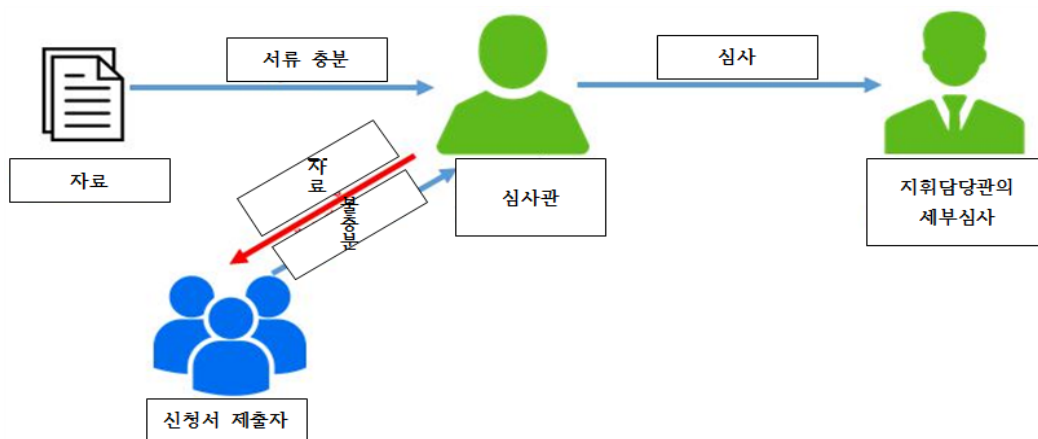 서류 충분
심사
자료
자료
불충분
심사관
지휘담당관의
세부심사
신청서 제출자